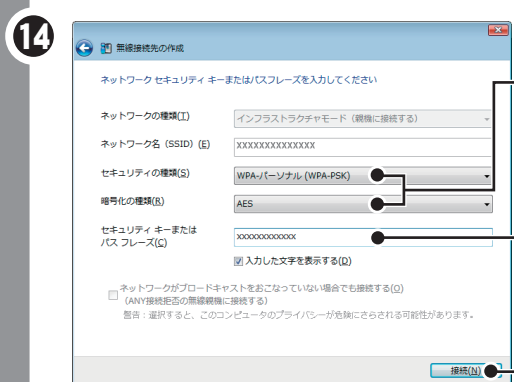 14
無線接続先の作成
ネットワーク セキュリティ キーまたはパスフレーズを入力してください
ネットワークの種類(T)
インフラストラクチャモード（親機に接続する）
ネットワーク名（SSID）(E)
XXXXXXXXXXXXXX
セキュリティの種類(S)
WPA-パーソナル (WPA-PSK)
暗号化の種類(R)
AES
セキュリティ キーまたは
パス フレーズ(C)
xxxxxxxxxxxx
入力した文字を表示する(D)
ネットワークがブロードキャストをおこなっていない場合でも接続する(O)
（ANY接続拒否の無線親機に接続する）
警告：選択すると、このコンピュータのプライバシーが危険にさらされる可能性があります。
接続(N)